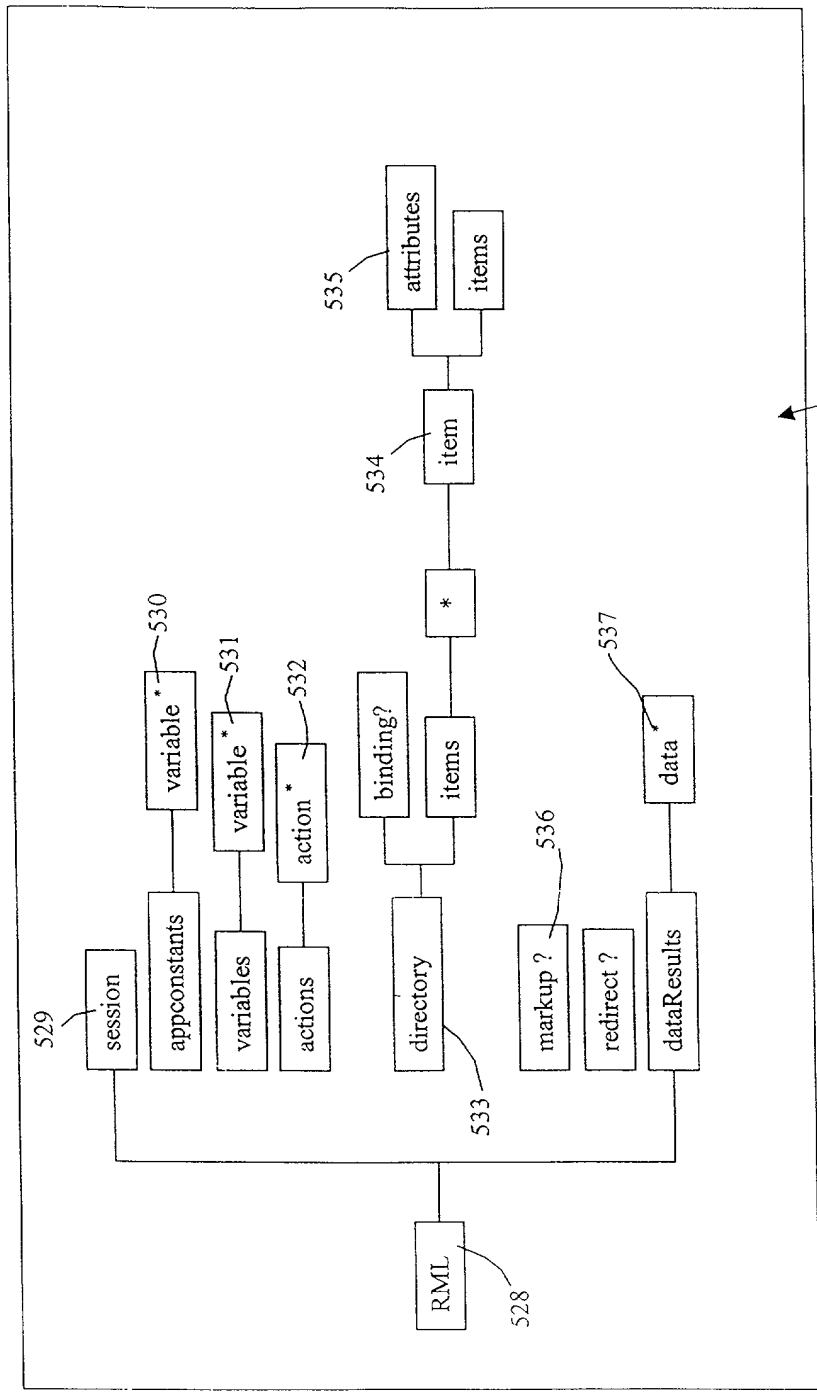 529
session
appconstants
variable *
530
variables
variable *
531
actions
action *
532
directory
533
binding?
items
*
item
534
attributes
535
items
RML
528
markup ?
536
redirect ?
dataResults
data *
537